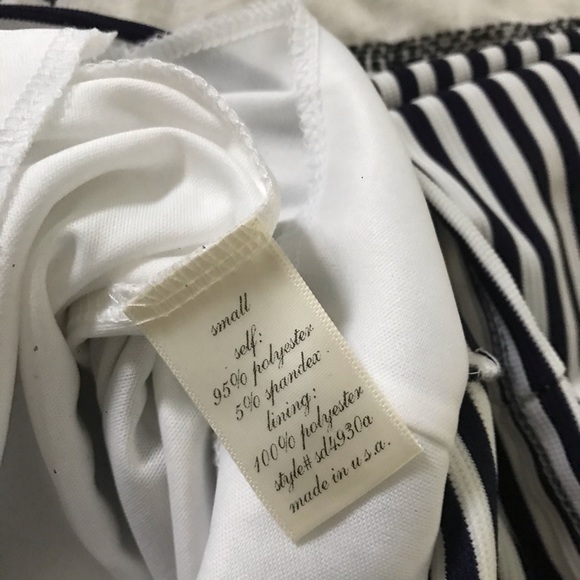 small
self:
95% polyester
5% spandex.
lining:
100% polyester
style# sd4930a
made in u s.a.